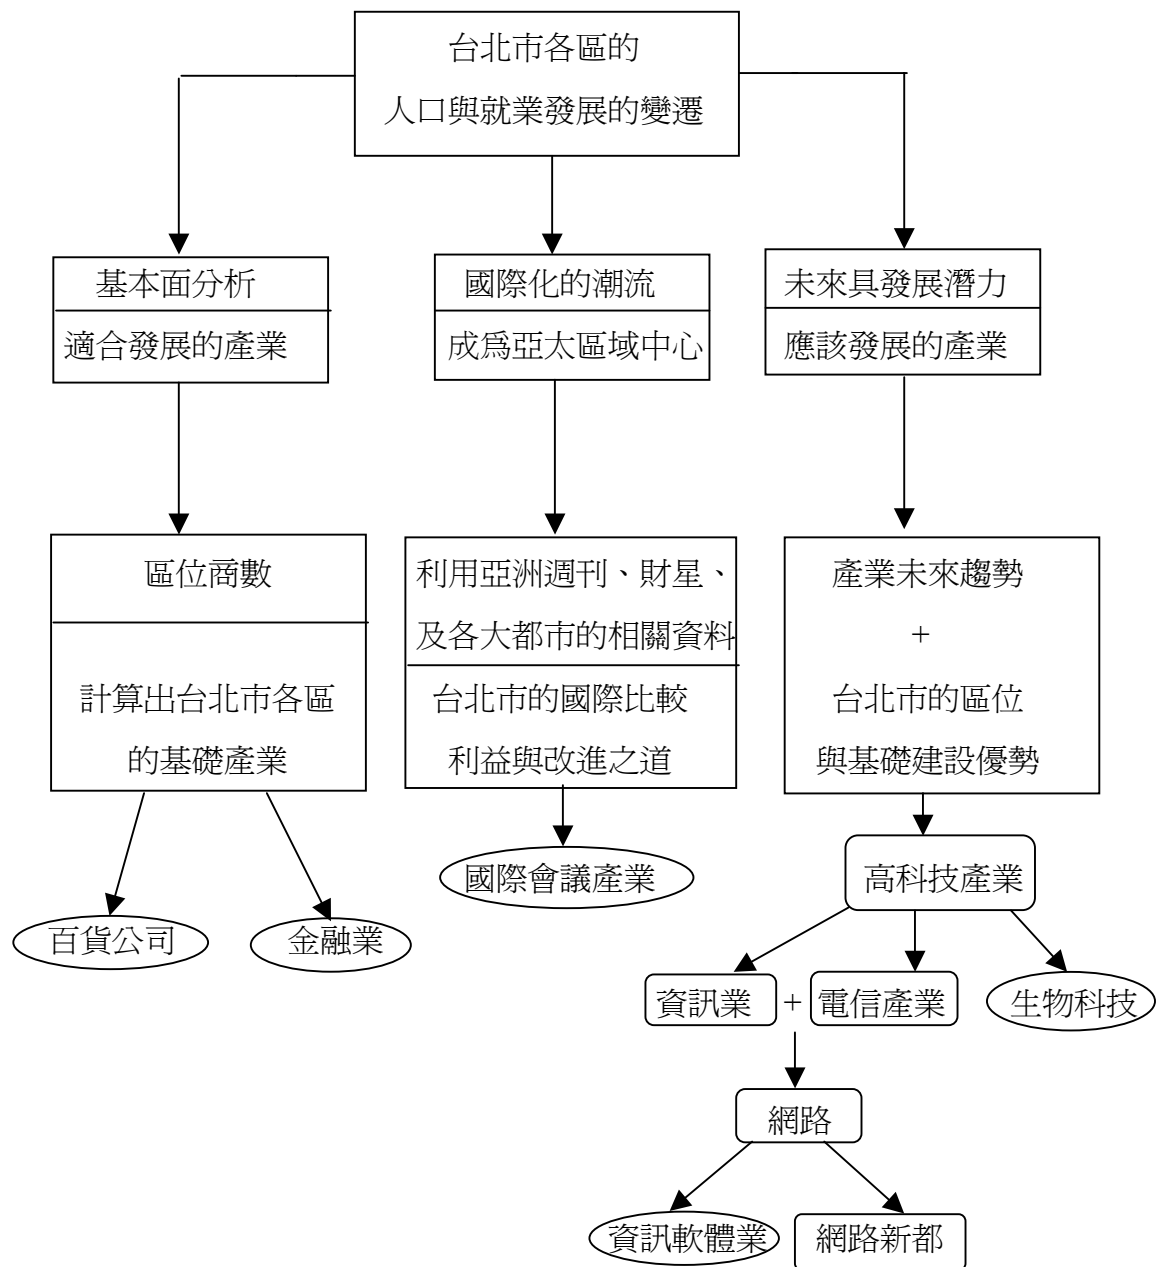 台北市各區的
人口與就業發展的變遷
基本面分析
適合發展的產業
國際化的潮流
成爲亞太區域中心
未來具發展潛力
應該發展的產業
區位商數
計算出台北市各區
的基礎產業
利用亞洲週刊、財星、
及各大都市的相關資料
台北市的國際比較
利益與改進之道
產業未來趨勢
+
台北市的區位
與基礎建設優勢
百貨公司
金融業
國際會議產業
高科技產業
資訊業
+
電信產業
生物科技
網路
資訊軟體業
網路新都